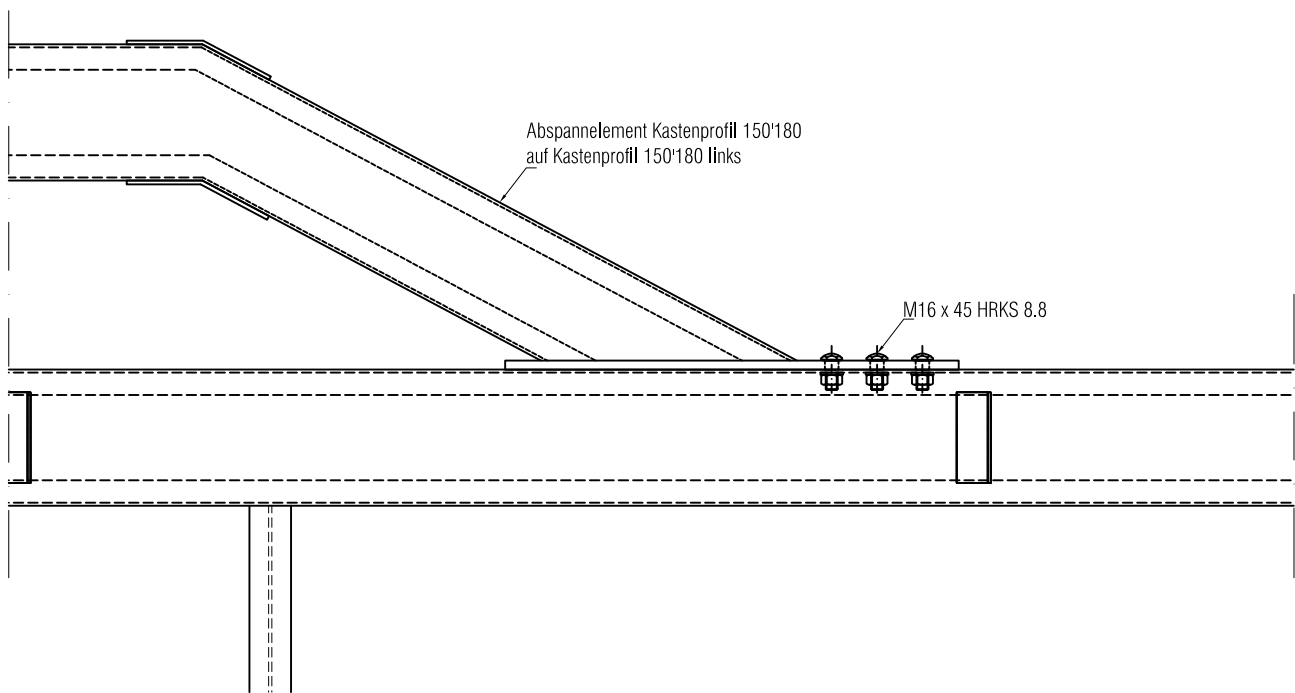 Abspannelement Kastenprofil 150'180
auf Kastenprofil 150'180 links
M16 x 45 HRKS 8.8